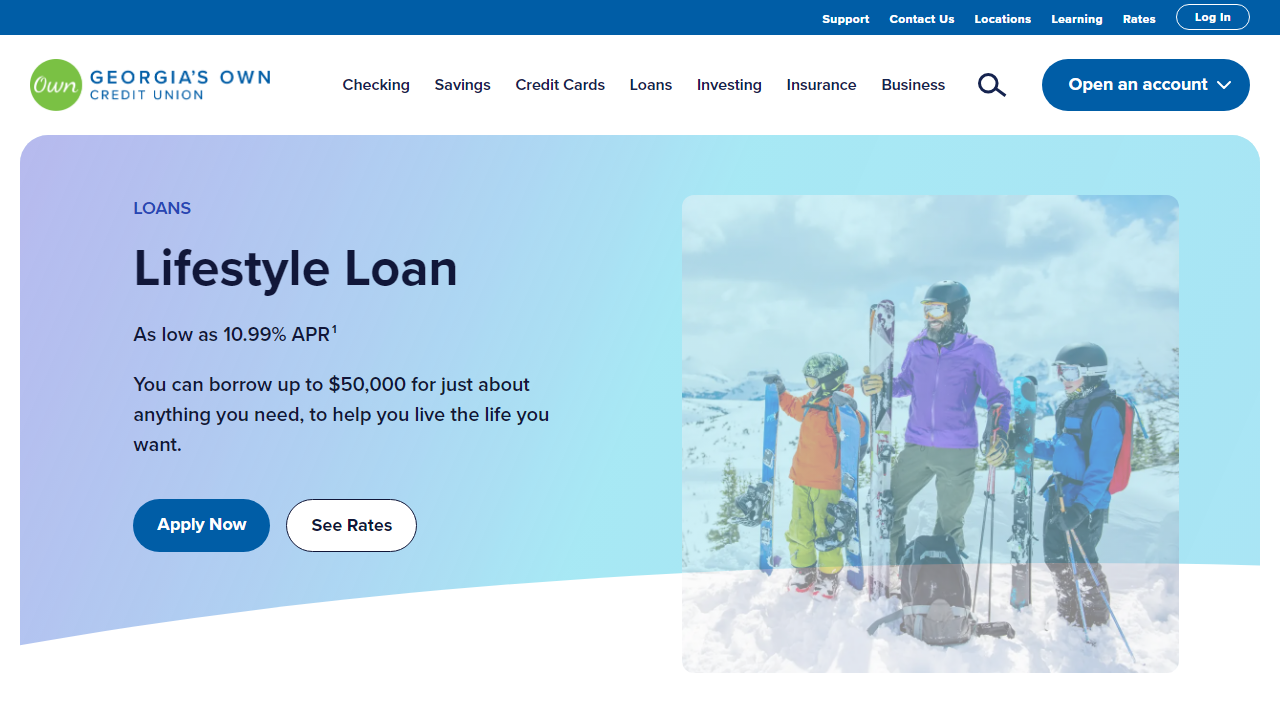 Support Contact Us Locations Learning Rates Log In
Own GEORGIA'S OWN
CREDIT UNION
Checking Savings Credit Cards Loans Investing Insurance Business Open an account
LOANS
Lifestyle Loan
As low as 10.99% APR¹
You can borrow up to $50,000 for just about
anything you need, to help you live the life you
want.
Apply Now See Rates